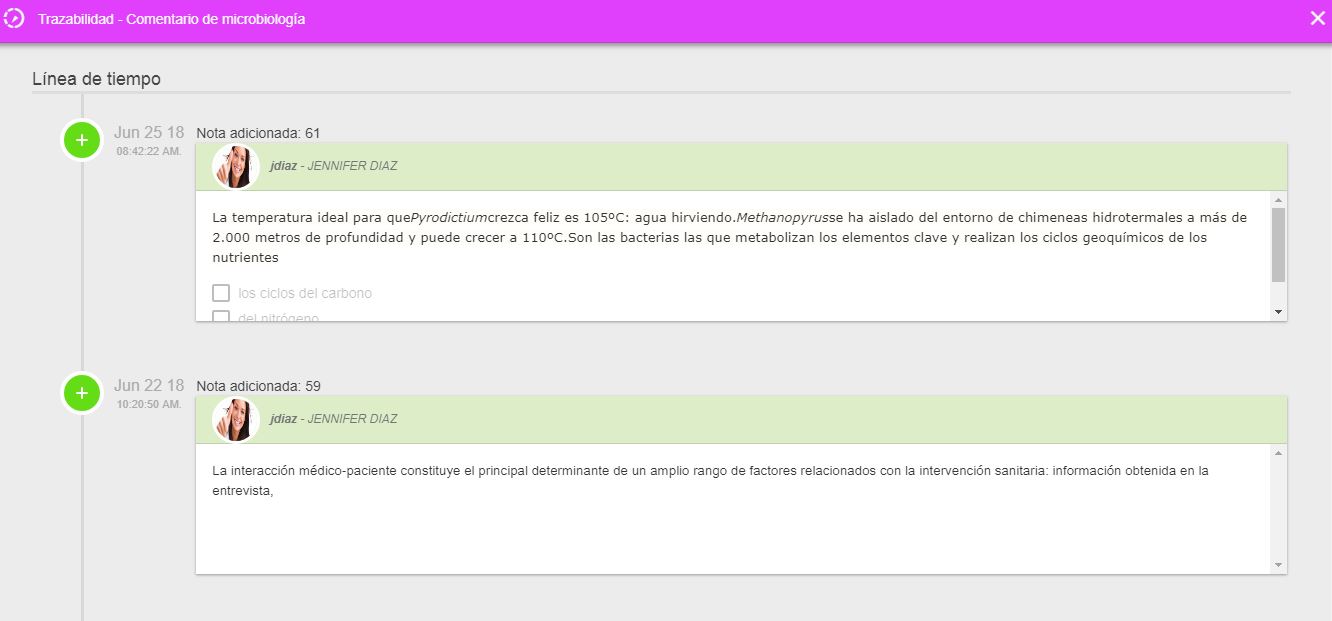 Trazabilidad - Comentario de microbiología
Línea de tiempo
Jun 25 18
08:42:22 AM.
Nota adicionada: 61
jdiaz - JENNIFER DIAZ
La temperatura ideal para quePyrodictiumcrezca feliz es 105ºC: agua hirviendo.Methanopyrusse ha aislado del entorno de chimeneas hidrotermales a más de
2.000 metros de profundidad y puede crecer a 110ºC.Son las bacterias las que metabolizan los elementos clave y realizan los ciclos geoquímicos de los
nutrientes
los ciclos del carbono
del nitrógeno
Jun 22 18
10:20:50 AM.
Nota adicionada: 59
jdiaz - JENNIFER DIAZ
La interacción médico-paciente constituye el principal determinante de un amplio rango de factores relacionados con la intervención sanitaria: información obtenida en la
entrevista,